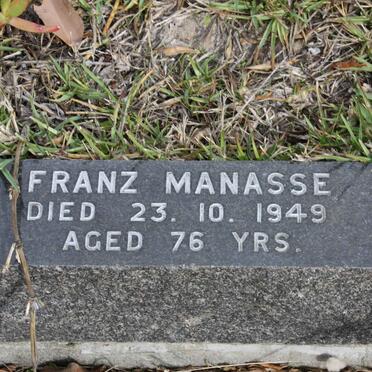 FRANZ MANASSE
DIED 23. 10. 1949
AGED 76 YRS.